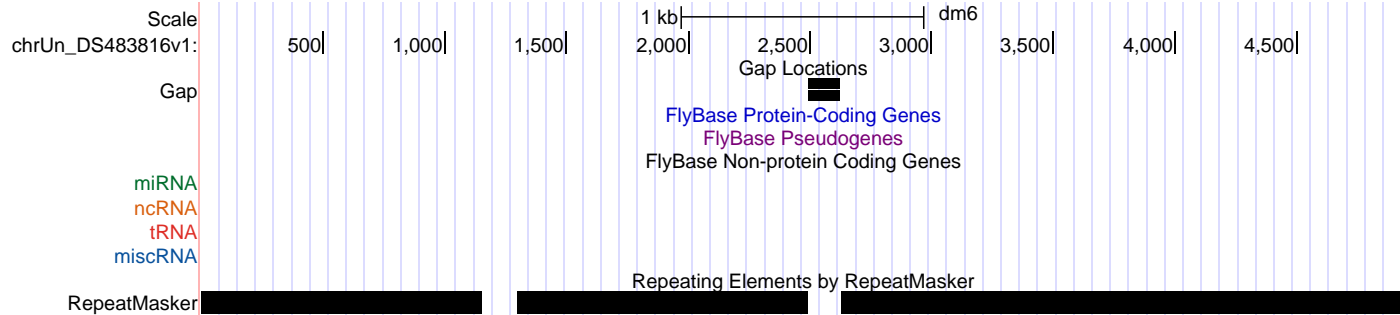 Scale 1 kb dm6
chrUn_DS483816v1: 500 1,000 1,500 2,000 2,500 3,000 3,500 4,000 4,500
Gap Locations
Gap
FlyBase Protein-Coding Genes
FlyBase Pseudogenes
FlyBase Non-protein Coding Genes
miRNA
ncRNA
tRNA
miscRNA
Repeating Elements by RepeatMasker
RepeatMasker